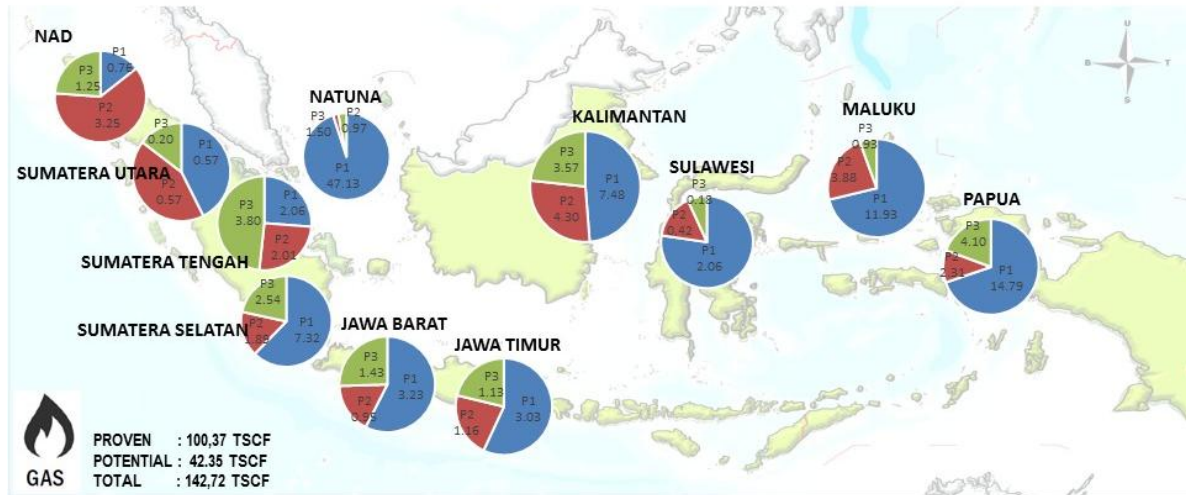 U
B
T
S
NAD
P1
0.76
P2
3.25
P3
1.25
SUMATERA UTARA
P1
0.57
P2
0.57
P3
0.20
NATUNA
P1
47.13
P2
0.97
P3
1.50
SUMATERA TENGAH
P1
2.06
P2
2.01
P3
3.80
SUMATERA SELATAN
P1
7.32
P2
P3
2.54
JAWA BARAT
P1
3.23
P2
0.95
P3
1.43
JAWA TIMUR
P1
3.03
P2
1.16
P3
1.13
KALIMANTAN
P1
7.48
P2
4.30
P3
3.57
SULAWESI
P1
2.06
P2
0.42
P3
0.18
MALUKU
P1
11.93
P2
3.88
P3
0.93
PAPUA
P1
14.79
P2
2.31
P3
4.10
GAS
PROVEN : 100,37 TSCF
POTENTIAL : 42.35 TSCF
TOTAL : 142,72 TSCF